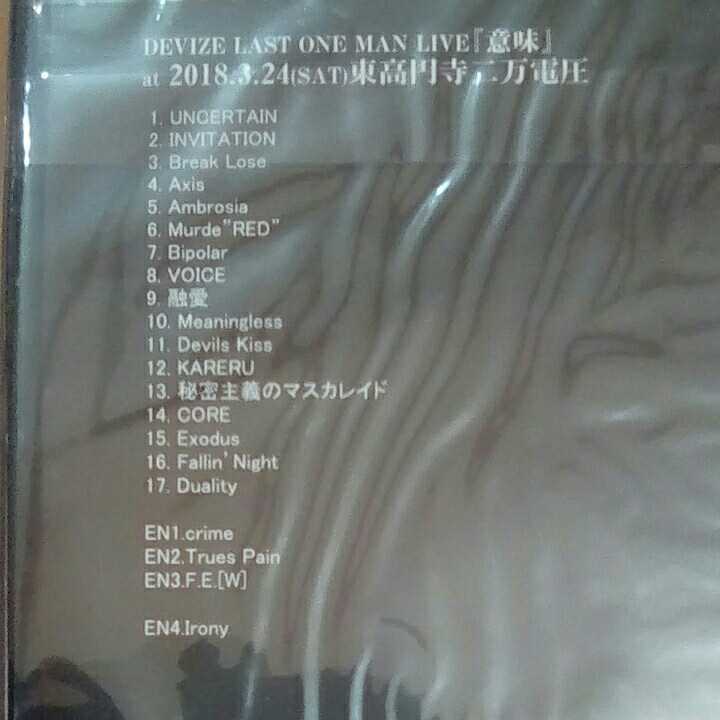 DEVIZE LAST ONE MAN LIVE『意味』
at 2018.3.24(SAT)東高円寺二万電圧
1. UNCERTAIN
2. INVITATION
3. Break Lose
4. Axis
5. Ambrosia
6. Murde"RED"
7. Bipolar
8. VOICE
9. 融愛
10. Meaningless
11. Devils Kiss
12. KARERU
13. 秘密主義のマスカレイド
14. CORE
15. Exodus
16. Fallin' Night
17. Duality
EN1.crime
EN2.Trues Pain
EN3.F.E.[W]
EN4.Irony